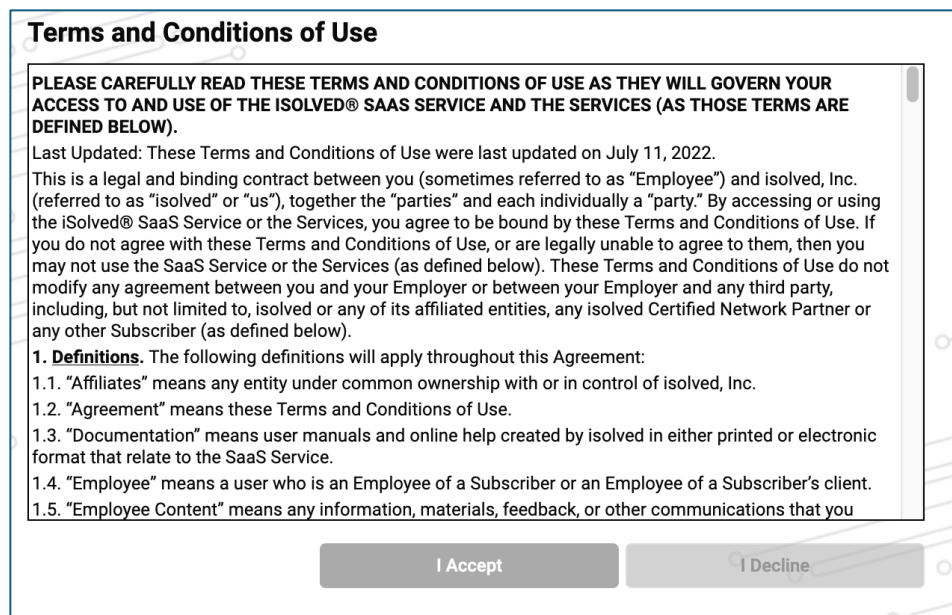 Terms and Conditions of Use
PLEASE CAREFULLY READ THESE TERMS AND CONDITIONS OF USE AS THEY WILL GOVERN YOUR
ACCESS TO AND USE OF THE ISOLVED® SAAS SERVICE AND THE SERVICES (AS THOSE TERMS ARE
DEFINED BELOW).
Last Updated: These Terms and Conditions of Use were last updated on July 11, 2022.
This is a legal and binding contract between you (sometimes referred to as “Employee”) and isolved, Inc.
(referred to as “isolved” or “us”), together the “parties” and each individually a “party.” By accessing or using
the iSolved® SaaS Service or the Services, you agree to be bound by these Terms and Conditions of Use. If
you do not agree with these Terms and Conditions of Use, or are legally unable to agree to them, then you
may not use the SaaS Service or the Services (as defined below). These Terms and Conditions of Use do not
modify any agreement between you and your Employer or between your Employer and any third party,
including, but not limited to, isolved or any of its affiliated entities, any isolved Certified Network Partner or
any other Subscriber (as defined below).
1. Definitions. The following definitions will apply throughout this Agreement:
1.1. “Affiliates” means any entity under common ownership with or in control of isolved, Inc.
1.2. “Agreement” means these Terms and Conditions of Use.
1.3. “Documentation” means user manuals and online help created by isolved in either printed or electronic
format that relate to the SaaS Service.
1.4. “Employee” means a user who is an Employee of a Subscriber or an Employee of a Subscriber’s client.
1.5. “Employee Content” means any information, materials, feedback, or other communications that you
I Accept
I Decline